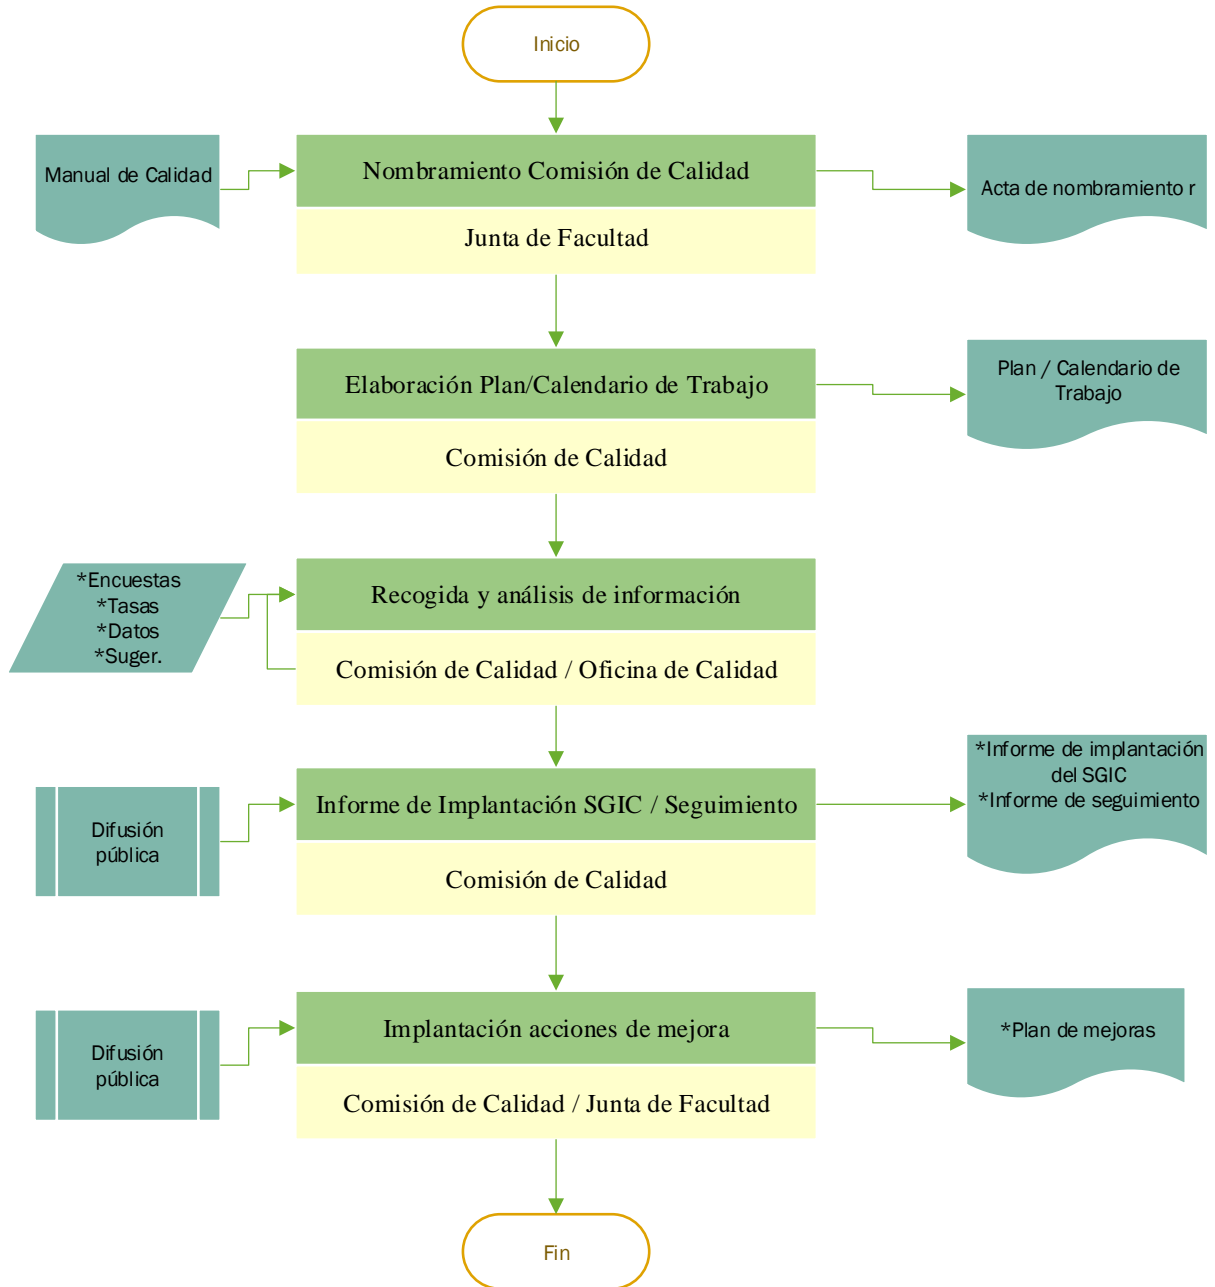 Inicio
Manual de Calidad
Nombramiento Comisión de Calidad
Acta de nombramiento r
Junta de Facultad
Elaboración Plan/Calendario de Trabajo
Plan / Calendario de
Trabajo
Comisión de Calidad
*Encuestas
*Tasas
*Datos
*Suger.
Recogida y análisis de información
Comisión de Calidad / Oficina de Calidad
Difusión
pública
Informe de Implantación SGIC / Seguimiento
*Informe de implantación
del SGIC
*Informe de seguimiento
Comisión de Calidad
Difusión
pública
Implantación acciones de mejora
*Plan de mejoras
Comisión de Calidad / Junta de Facultad
Fin